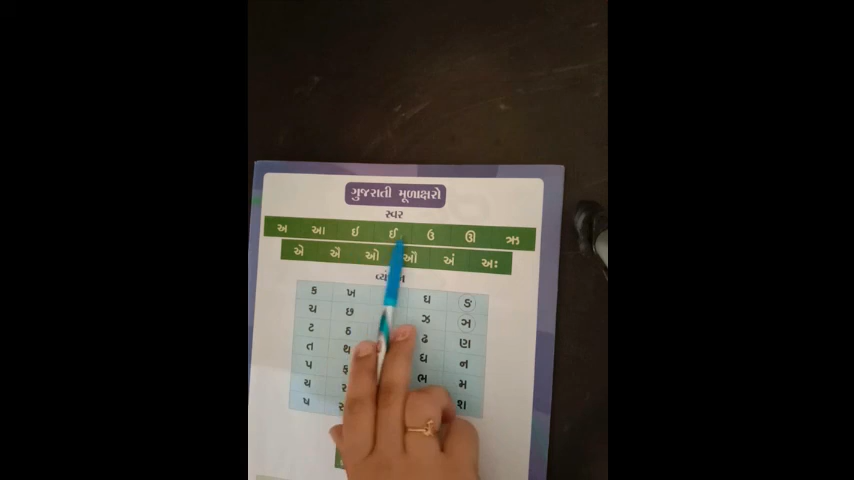 ગુજરાતી મૂળાક્ષરો
સ્વર
અ આ ઇ ઈ ઉ ઊ ઋ
એ ઐ ઓ ઔ અં અઃ
ક ખ ઘ ઙ
ચ છ ઝ ઞ
ટ ઠ ઢ ણ
ત થ ધ ન
પ ફ ભ મ
શ